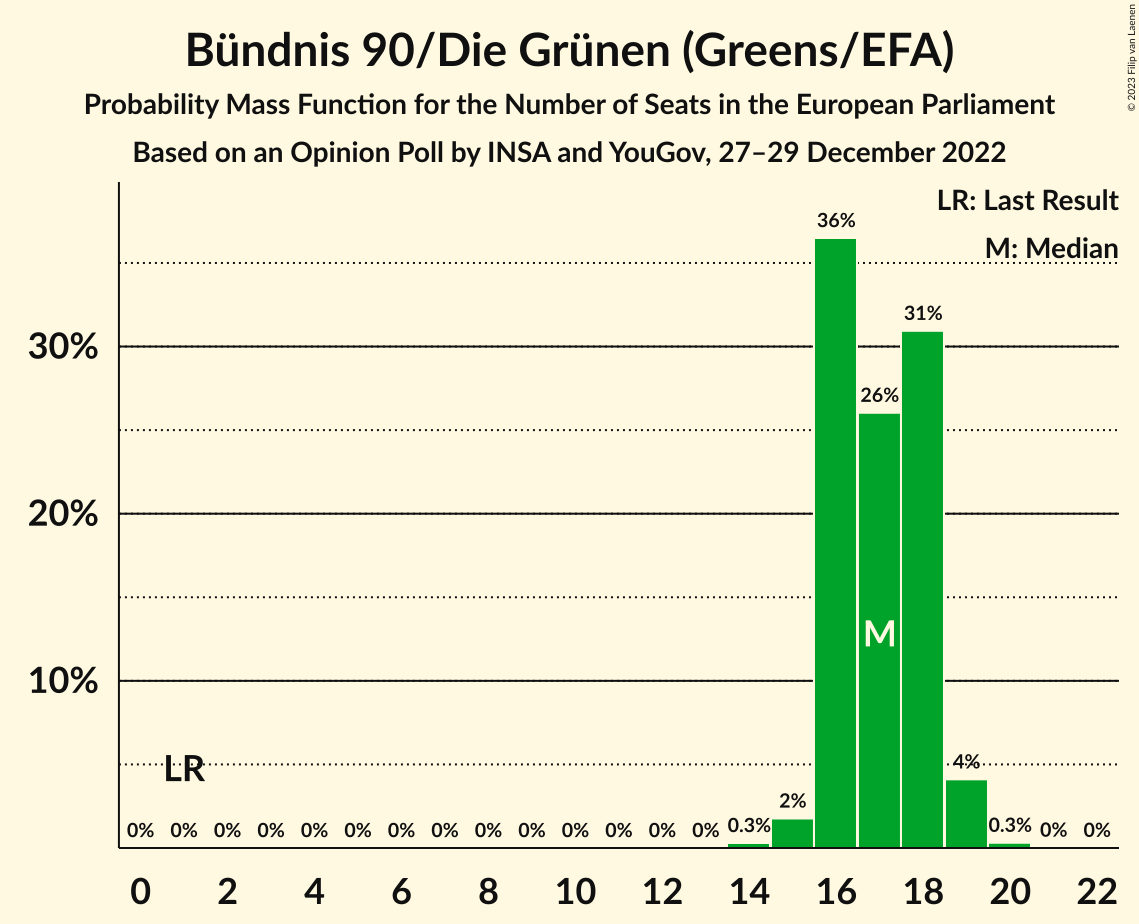 Bündnis 90/Die Grünen (Greens/EFA)
Probability Mass Function for the Number of Seats in the European Parliament
Based on an Opinion Poll by INSA and YouGov, 27–29 December 2022
© 2023 Filip van Laenen
LR: Last Result
M: Median
36%
31%
30%
26%
20%
M
10%
LR
4%
2%
0% 0% 0% 0% 0% 0% 0% 0% 0% 0% 0% 0% 0% 0% 0.3% 0.3% 0% 0%
0 2 4 6 8 10 12 14 16 18 20 22